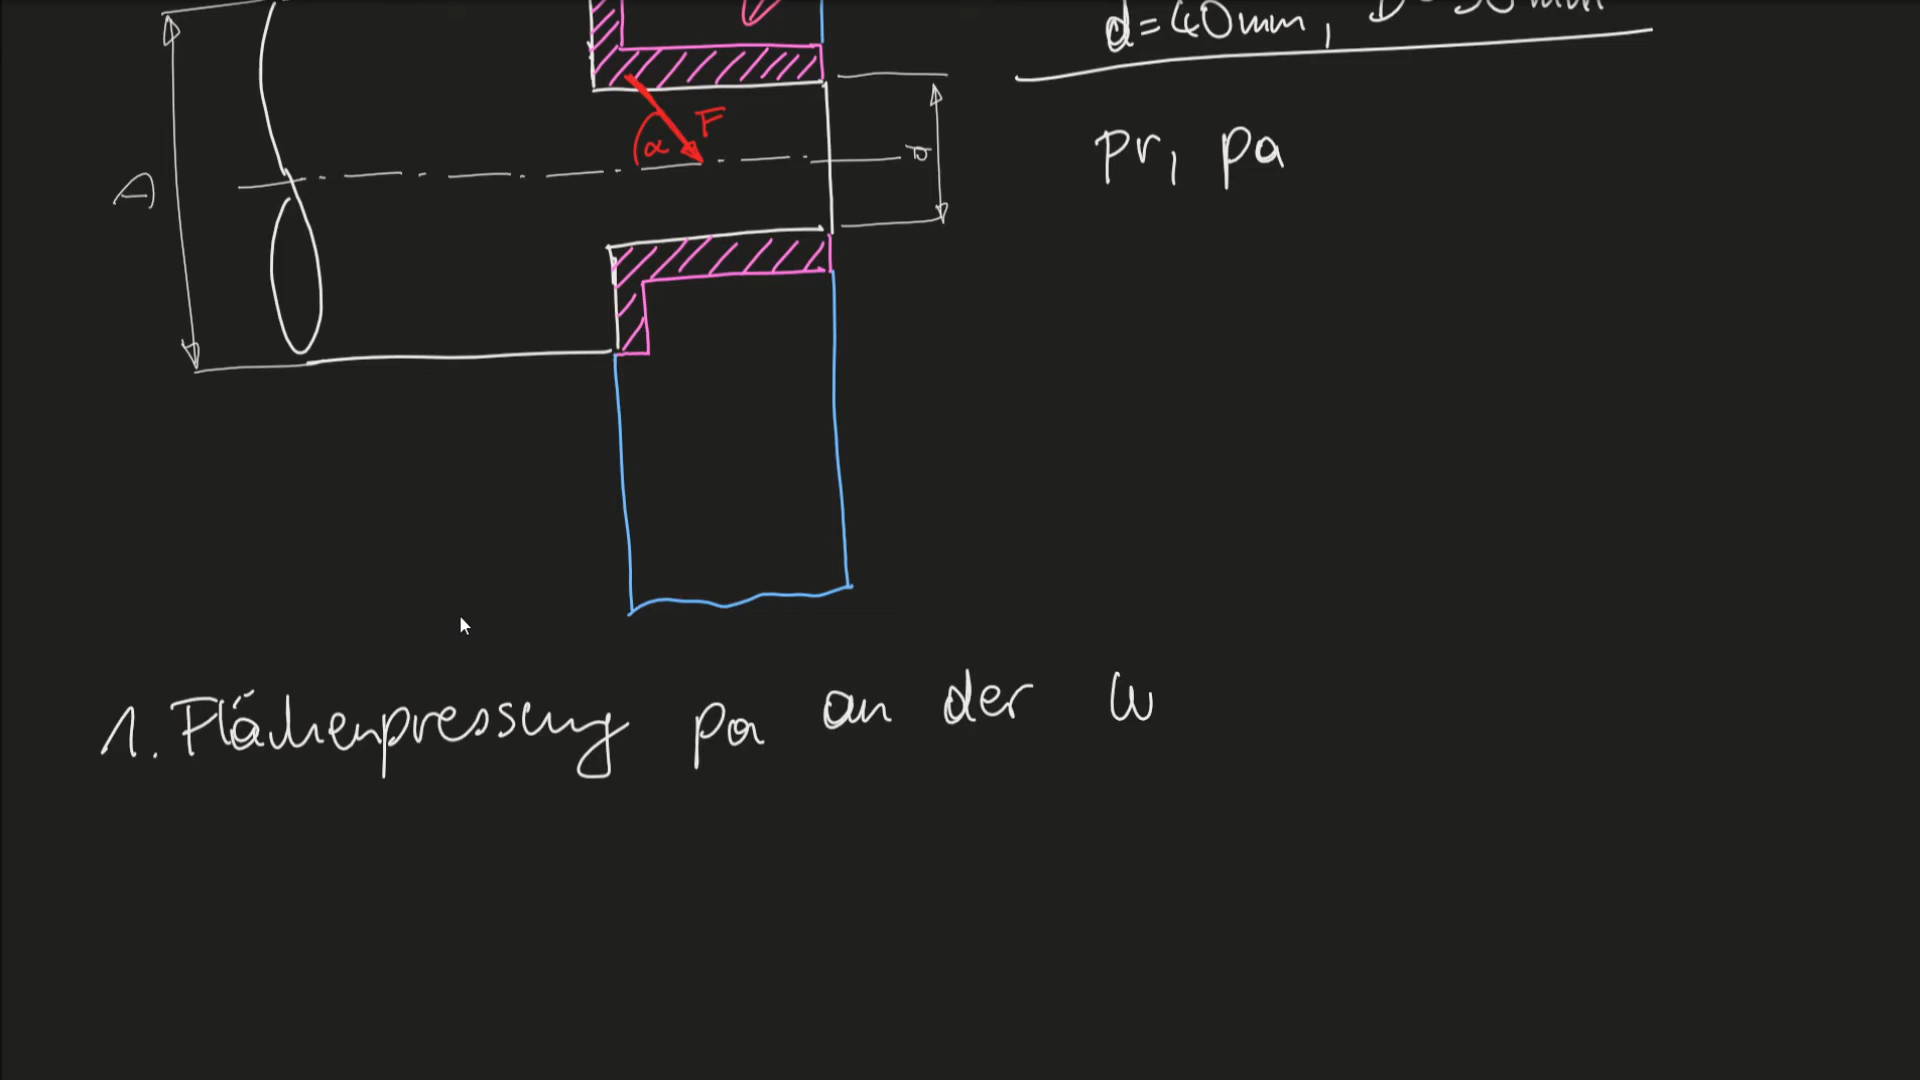 d=40mm,
pr, pa
F
α
d
D
1. Flächenpressung pa an der W